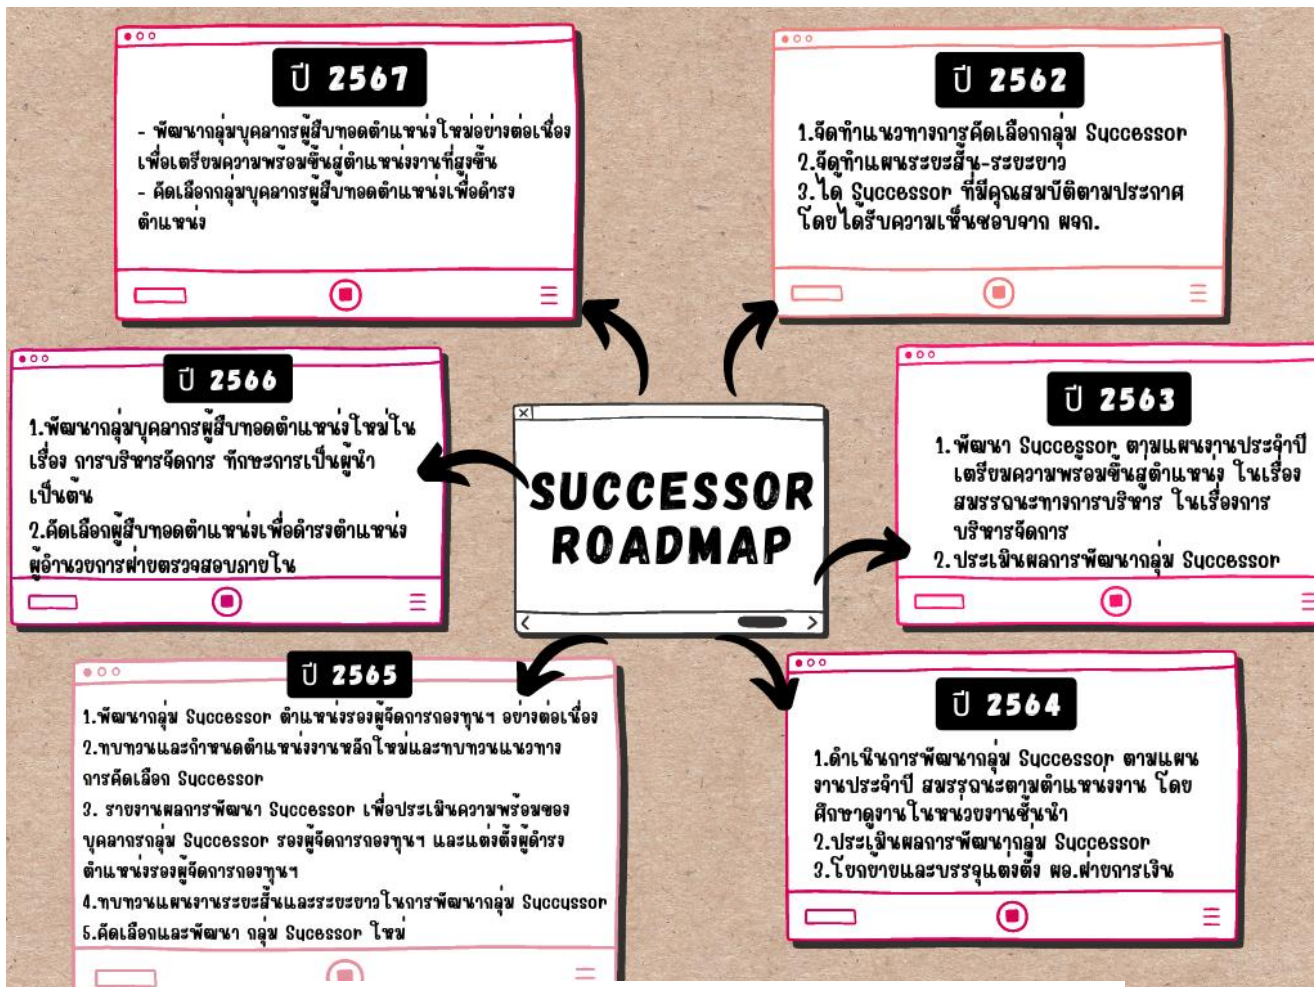 ปี 2567
- พัฒนากลุ่มบุคลากรผู้สืบทอดตำแหน่งใหม่อย่างต่อเนื่อง
เพื่อเตรียมความพร้อมขึ้นสู่ตำแหน่งงานที่สูงขึ้น
- คัดเลือกกลุ่มบุคลากรผู้สืบทอดตำแหน่งเพื่อดำรง
ตำแหน่ง
ปี 2562
1.จัดทำแนวทางการคัดเลือกกลุ่ม Successor
2.จัดทำแผนระยะสั้น-ระยะยาว
3.ได้ Successor ที่มีคุณสมบัติตามประกาศ
โดยได้รับความเห็นชอบจาก ผจก.
ปี 2566
1.พัฒนากลุ่มบุคลากรผู้สืบทอดตำแหน่งใหม่ใน
เรื่อง การบริหารจัดการ ทักษะการเป็นผู้นำ
เป็นต้น
2.คัดเลือกผู้สืบทอดตำแหน่งเพื่อดำรงตำแหน่ง
ผู้อำนวยการฝ่ายตรวจสอบภายใน
SUCCESSOR
ROADMAP
ปี 2563
1.พัฒนา Successor ตามแผนงานประจำปี
เตรียมความพร้อมขึ้นสู่ตำแหน่ง ในเรื่อง
สมรรถนะทางการบริหาร ในเรื่องการ
บริหารจัดการ
2.ประเมินผลการพัฒนากลุ่ม Successor
ปี 2565
1.พัฒนากลุ่ม Successor ตำแหน่งรองผู้จัดการกองทุนฯ อย่างต่อเนื่อง
2.ทบทวนและกำหนดตำแหน่งงานหลักใหม่และทบทวนแนวทาง
การคัดเลือก Successor
3. รายงานผลการพัฒนา Successor เพื่อประเมินความพร้อมของ
บุคลากรกลุ่ม Successor รองผู้จัดการกองทุนฯ และแต่งตั้งผู้ดำรง
ตำแหน่งรองผู้จัดการกองทุนฯ
4.ทบทวนแผนงานระยะสั้นและระยะยาวในการพัฒนากลุ่ม Succussor
5.คัดเลือกและพัฒนา กลุ่ม Sucessor ใหม่
ปี 2564
1.ดำเนินการพัฒนากลุ่ม Successor ตามแผน
งานประจำปี สมรรถนะตามตำแหน่งงาน โดย
ศึกษาดูงานในหน่วยงานชั้นนำ
2.ประเมินผลการพัฒนากลุ่ม Successor
3.โยกย้ายและบรรจุแต่งตั้ง ผอ.ฝ่ายการเงิน